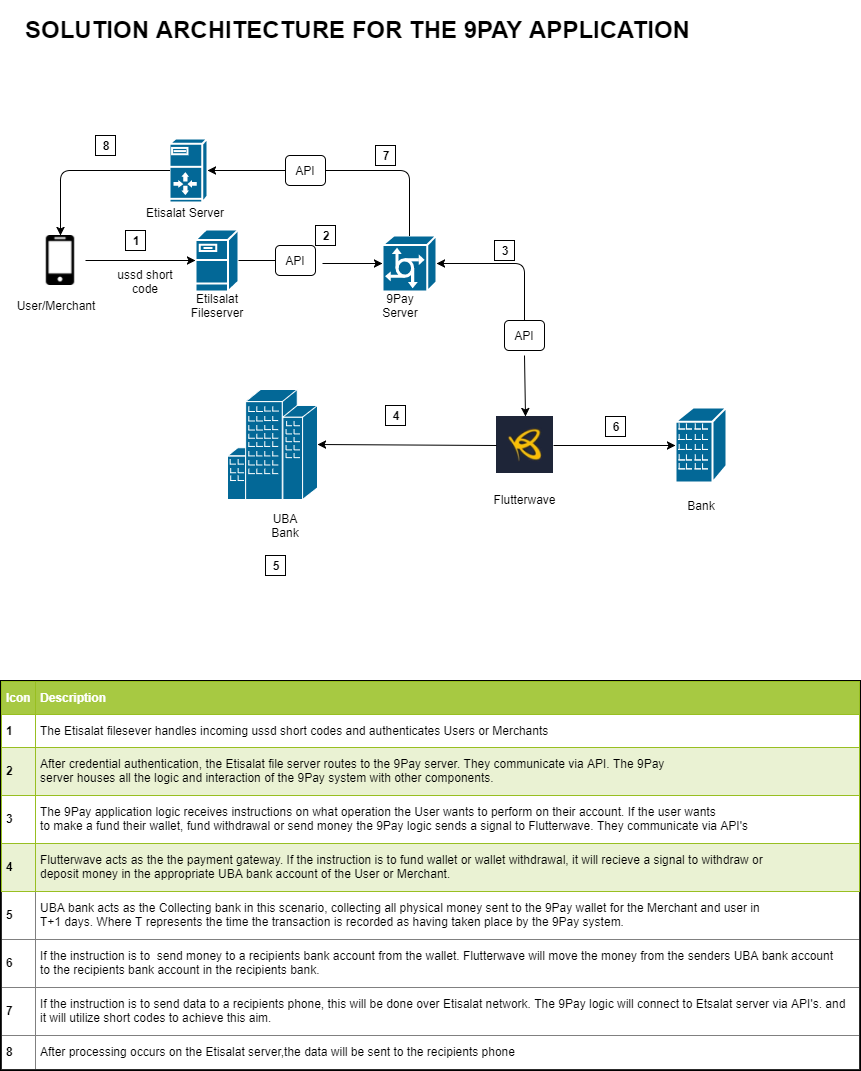 SOLUTION ARCHITECTURE FOR THE 9PAY APPLICATION
8
7
API
Etisalat Server
1
2
3
API
ussd short
code
User/Merchant
Etilsalat
Fileserver
9Pay
Server
API
4
6
Flutterwave
Bank
UBA
Bank
5
Icon Description
1 The Etisalat filesever handles incoming ussd short codes and authenticates Users or Merchants
2 After credential authentication, the Etisalat file server routes to the 9Pay server. They communicate via API. The 9Pay
server houses all the logic and interaction of the 9Pay system with other components.
3 The 9Pay application logic receives instructions on what operation the User wants to perform on their account. If the user wants
to make a fund their wallet, fund withdrawal or send money the 9Pay logic sends a signal to Flutterwave. They communicate via API's
4 Flutterwave acts as the the payment gateway. If the instruction is to fund wallet or wallet withdrawal, it will recieve a signal to withdraw or
deposit money in the appropriate UBA bank account of the User or Merchant.
5 UBA bank acts as the Collecting bank in this scenario, collecting all physical money sent to the 9Pay wallet for the Merchant and user in
T+1 days. Where T represents the time the transaction is recorded as having taken place by the 9Pay system.
6 If the instruction is to send money to a recipients bank account from the wallet. Flutterwave will move the money from the senders UBA bank account
to the recipients bank account in the recipients bank.
7 If the instruction is to send data to a recipients phone, this will be done over Etisalat network. The 9Pay logic will connect to Etsalat server via API's. and
it will utilize short codes to achieve this aim.
8 After processing occurs on the Etisalat server,the data will be sent to the recipients phone